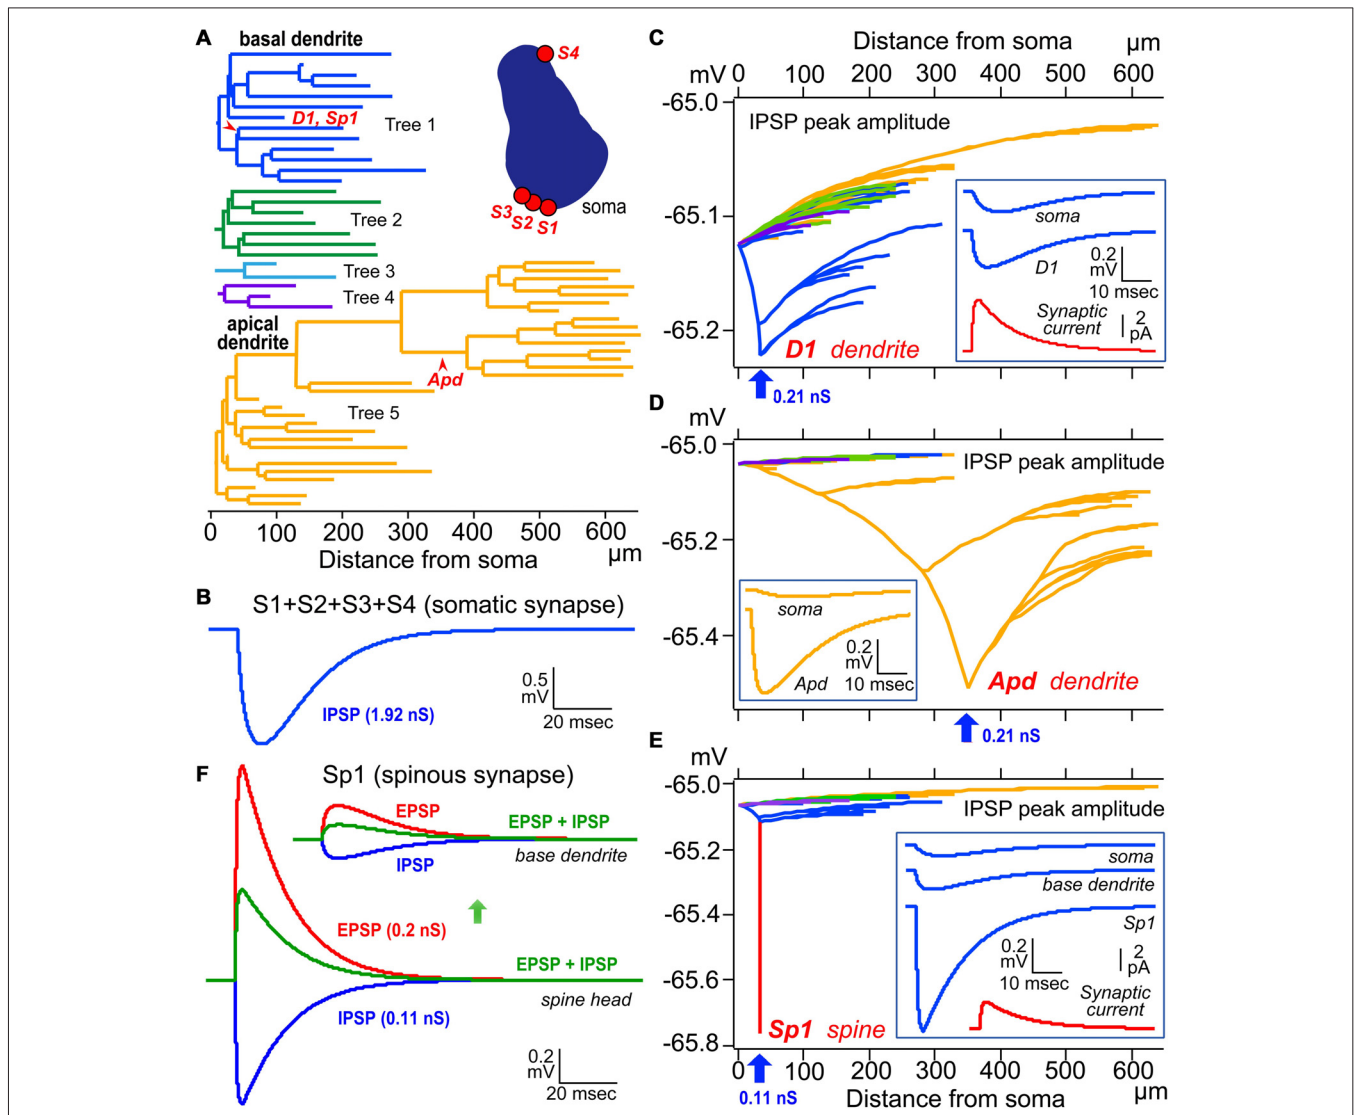 A
basal dendrite
D1, Sp1
Tree 1
Tree 2
Tree 3
Tree 4
apical
dendrite
Apd
Tree 5
0 100 200 300 400 500 600
Distance from soma
µm
S4
S3
S2
S1
soma
B
S1+S2+S3+S4 (somatic synapse)
IPSP (1.92 nS)
0.5
mV
20 msec
F
Sp1 (spinous synapse)
EPSP
EPSP + IPSP
IPSP
base dendrite
EPSP (0.2 nS)
EPSP + IPSP
spine head
IPSP (0.11 nS)
0.2
mV
20 msec
C
Distance from soma
µm
mV
0 100 200 300 400 500 600
-65.0
IPSP peak amplitude
-65.1
-65.2
soma
D1
0.2
mV
10 msec
Synaptic
current
2
pA
D1 dendrite
0.21 nS
D
mV
-65.0
IPSP peak amplitude
-65.2
-65.4
soma
0.2
mV
10 msec
Apd
Apd dendrite
0.21 nS
E
mV
-65.0
IPSP peak amplitude
-65.2
-65.4
-65.6
-65.8
soma
base dendrite
Sp1
0.2
mV
10 msec
2
pA
Synaptic
current
Sp1 spine
0 100 200 300 400 500 600
µm
0.11 nS
Distance from soma